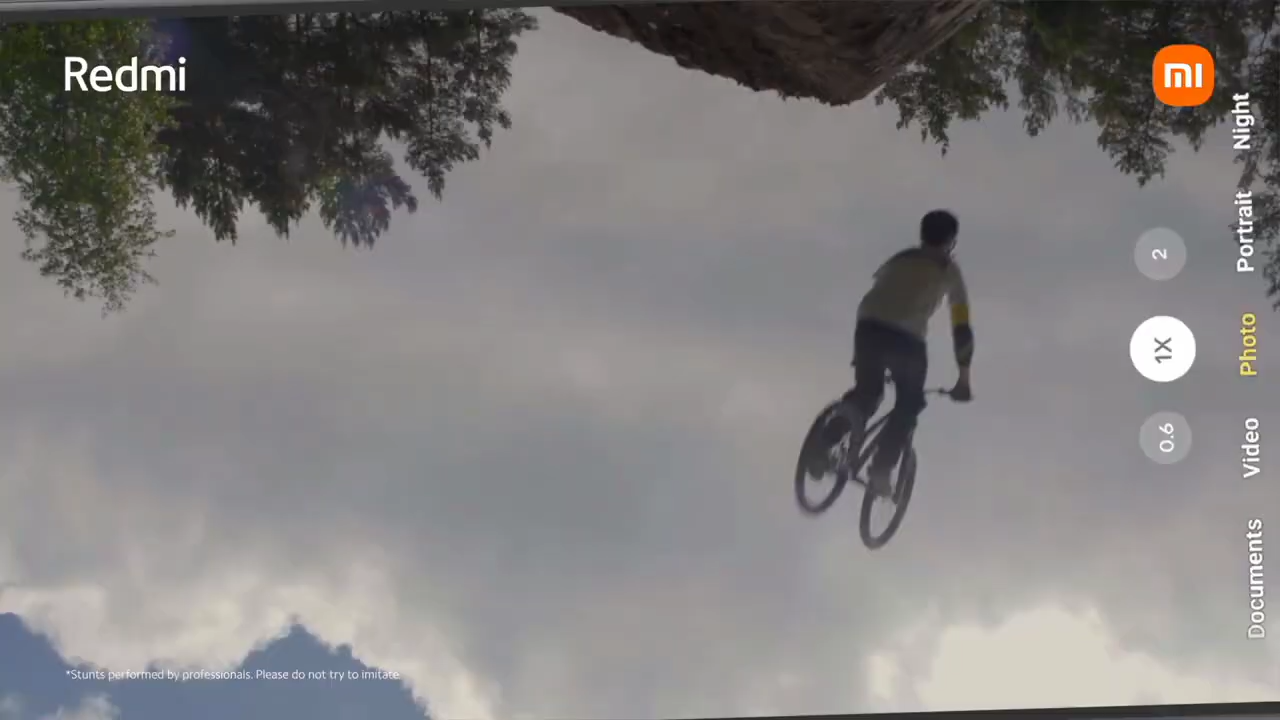 Redmi
mi
Night
Portrait
2
Photo
1X
0.6
Video
Documents
*Stunts performed by professionals. Please do not try to imitate